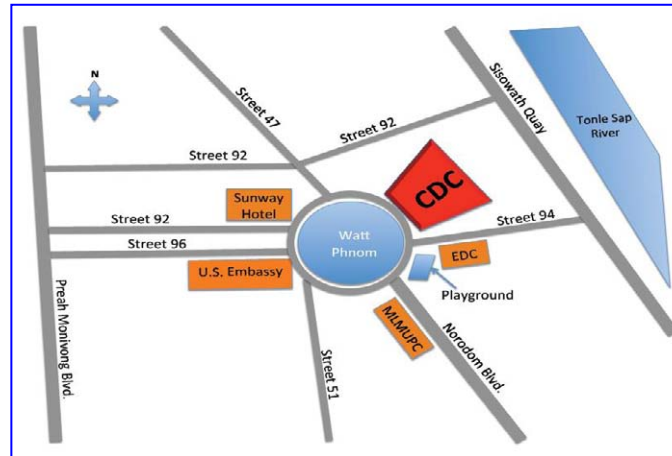 N
Street 47
Street 92
Sisowath Quay
Tonle Sap
River
Street 92
CDC
Sunway
Hotel
Street 92
Street 94
Watt
Phnom
Street 96
EDC
U.S. Embassy
Playground
Preah Monivong Blvd.
MLMUPC
Street 51
Norodom Blvd.